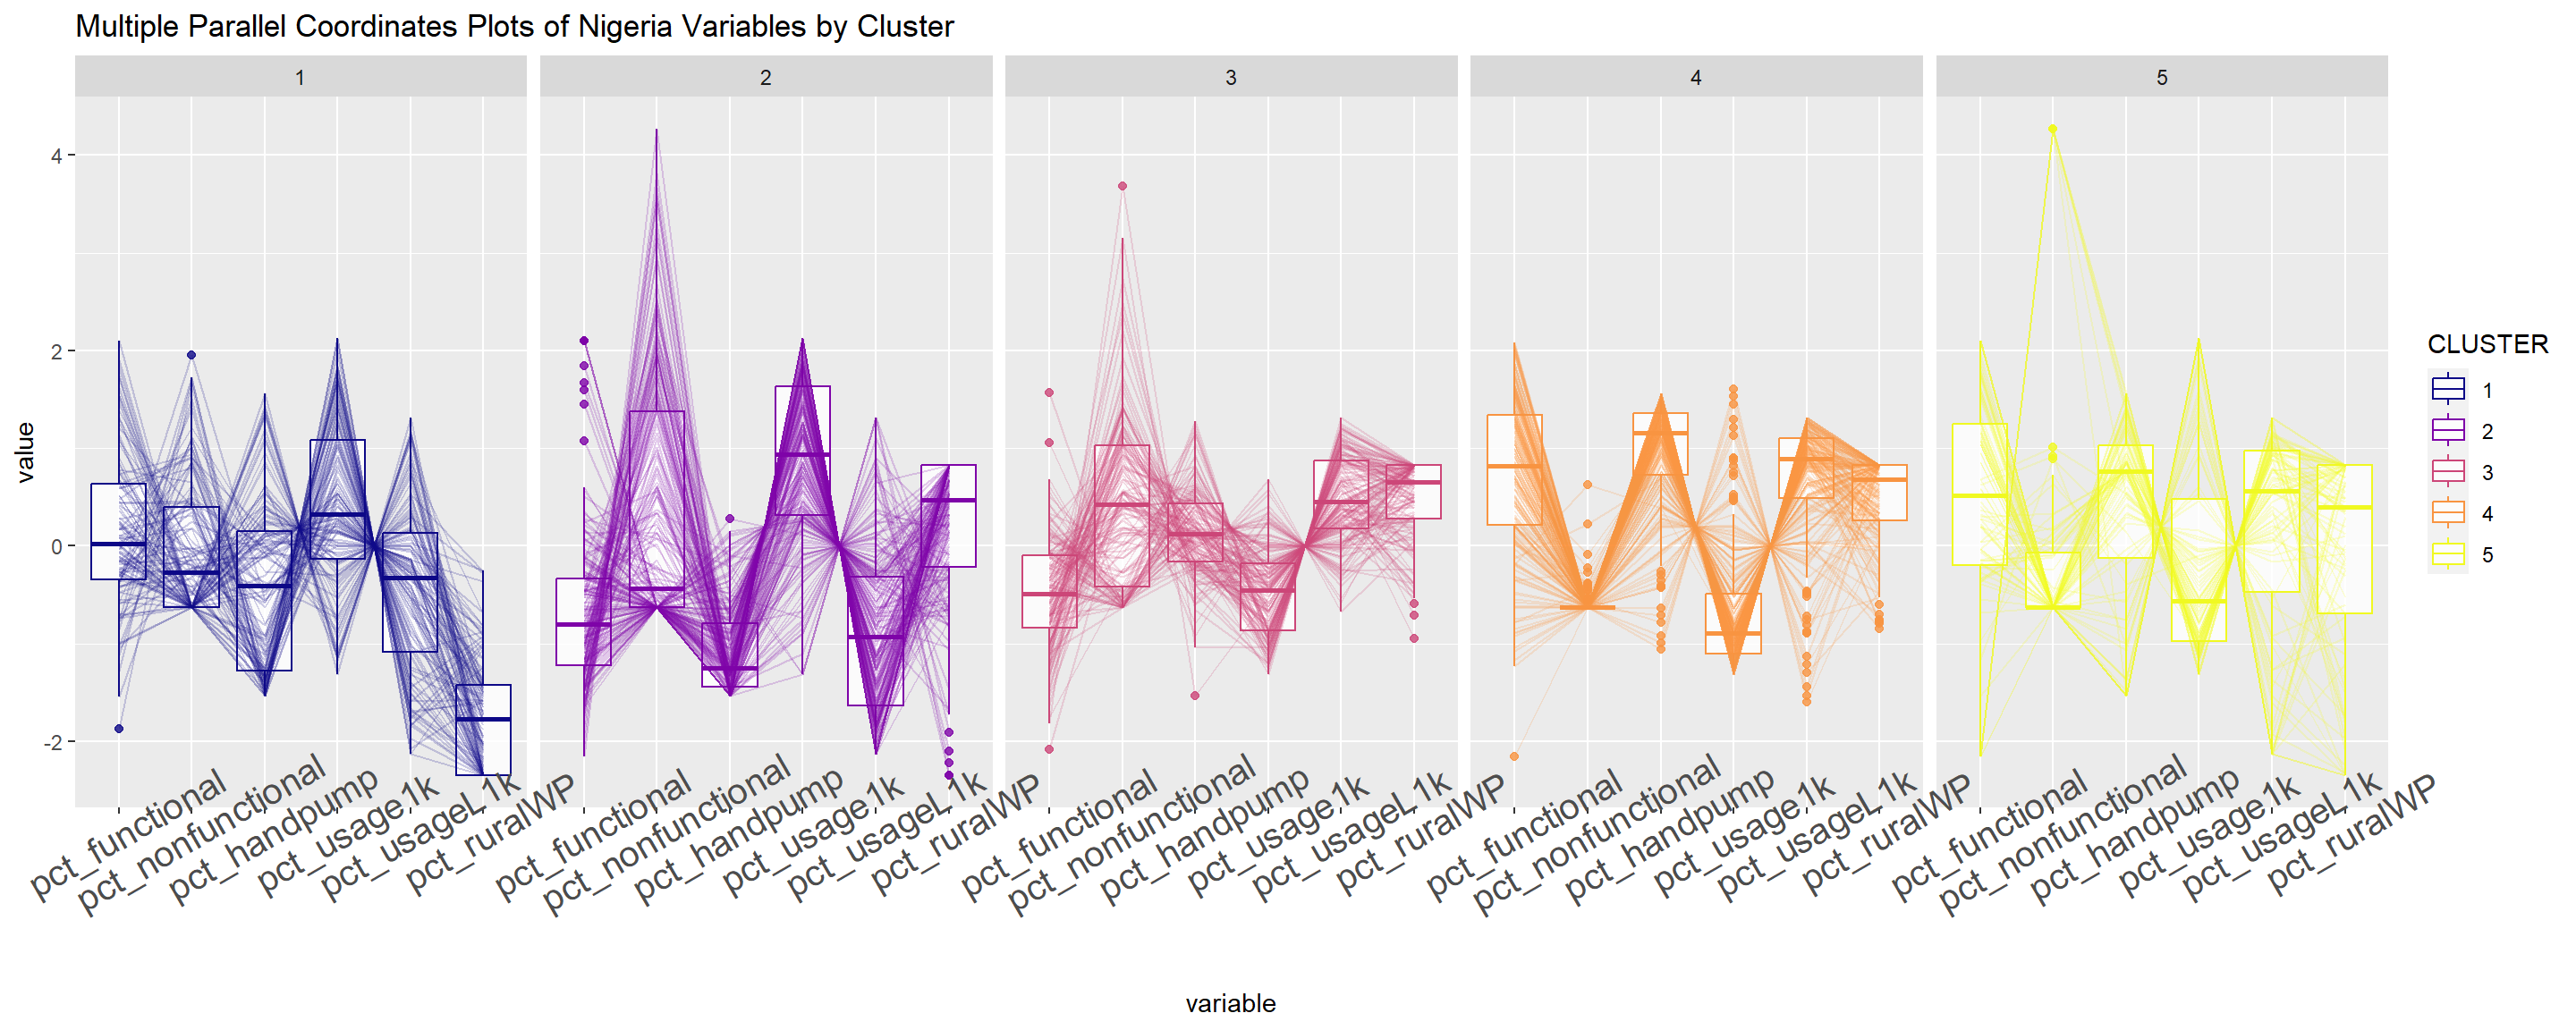 Multiple Parallel Coordinates Plots of Nigeria Variables by Cluster
1
2
3
4
5
value
4
2
0
-2
pct_functional
pct_nonfunctional
pct_handpump
pct_usage1k
pct_usageL1k
pct_ruralWP
pct_functional
pct_nonfunctional
pct_handpump
pct_usage1k
pct_usageL1k
pct_ruralWP
pct_functional
pct_nonfunctional
pct_handpump
pct_usage1k
pct_usageL1k
pct_ruralWP
pct_functional
pct_nonfunctional
pct_handpump
pct_usage1k
pct_usageL1k
pct_ruralWP
pct_functional
pct_nonfunctional
pct_handpump
pct_usage1k
pct_usageL1k
pct_ruralWP
variable
CLUSTER
1
2
3
4
5